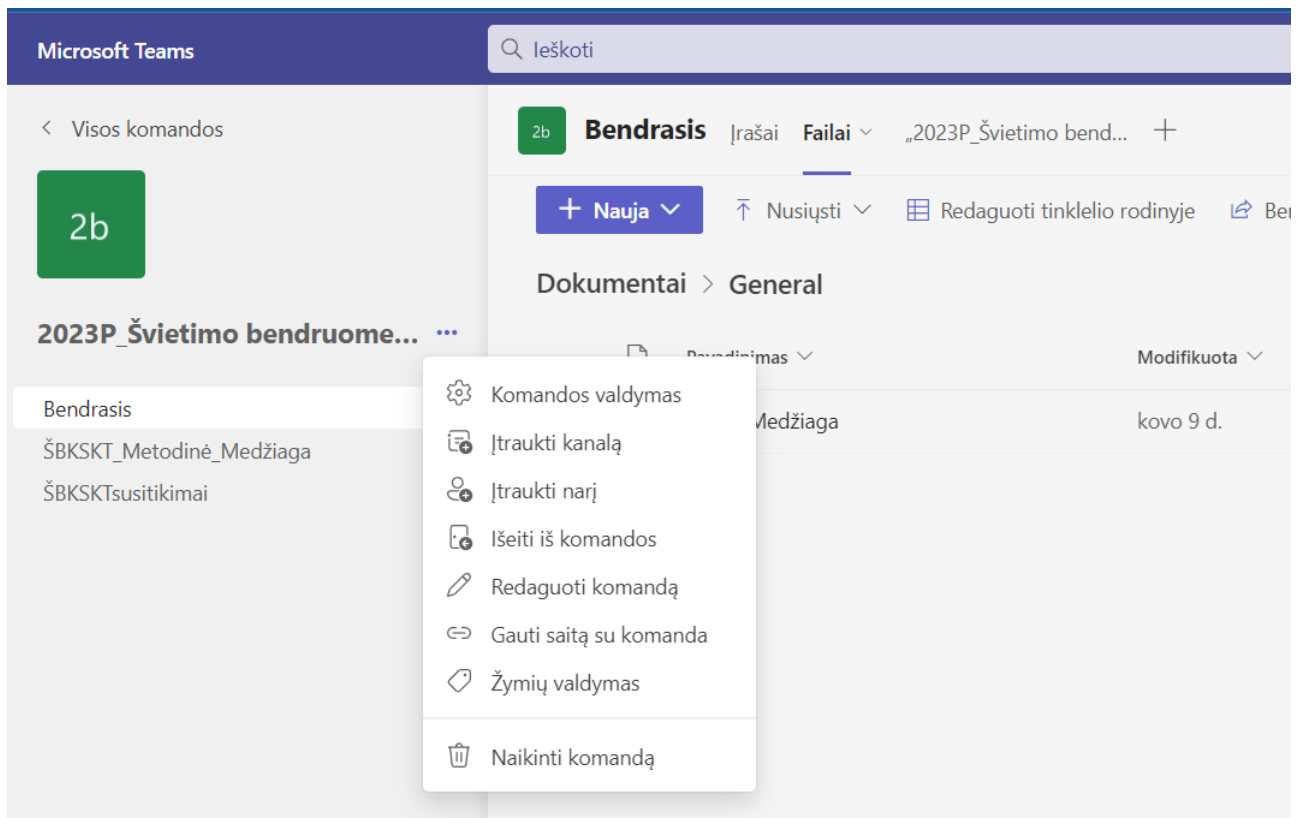 Microsoft Teams
Ieškoti
Visos komandos
2b
2023P_Švietimo bendruome...
Bendrasis
ŠBKSKT_Metodinė_Medžiaga
ŠBKSKTsusitikimai
2b Bendrasis Įrašai Failai „2023P_Švietimo bend...
Nauja Nusiųsti Redaguoti tinklelio rodinyje
Dokumentai > General
Pavadinimas Modifikuota
Medžiaga kovo 9 d.
Komandos valdymas
Įtraukti kanalą
Įtraukti narį
Išeiti iš komandos
Redaguoti komandą
Gauti saitą su komanda
Žymių valdymas
Naikinti komandą